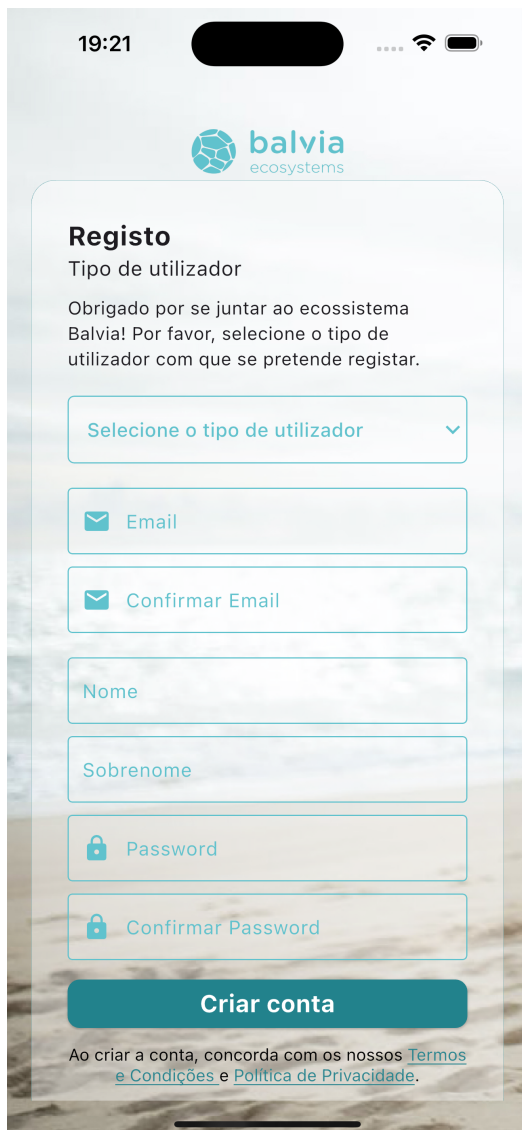 19:21
balvia
ecosystems
Registo
Tipo de utilizador
Obrigado por se juntar ao ecossistema
Balvia! Por favor, selecione o tipo de
utilizador com que se pretende registar.
Selecione o tipo de utilizador
Email
Confirmar Email
Nome
Sobrenome
Password
Confirmar Password
Criar conta
Ao criar a conta, concorda com os nossos Termos
e Condições e Política de Privacidade.